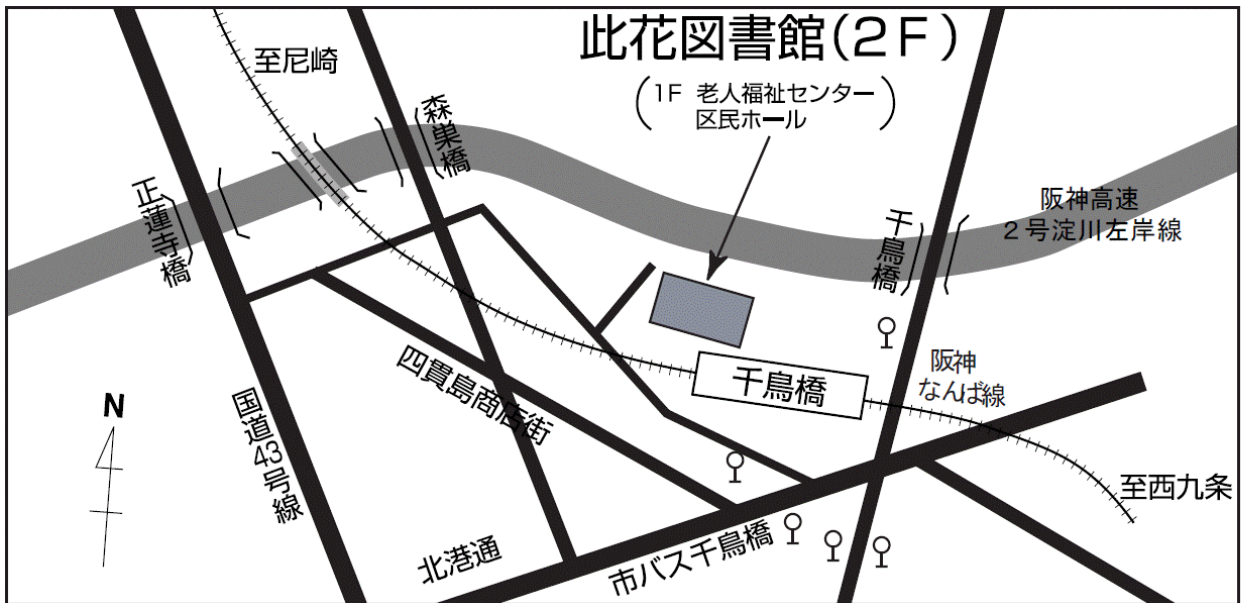 此花図書館(2F)
(1F 老人福祉センター
区民ホール)
至尼崎
森巣橋
正蓮寺橋
千鳥橋
阪神高速
2号淀川左岸線
千鳥橋
阪神
なんば線
四貫島商店街
国道43号線
N
至西九条
北港通
市バス千鳥橋